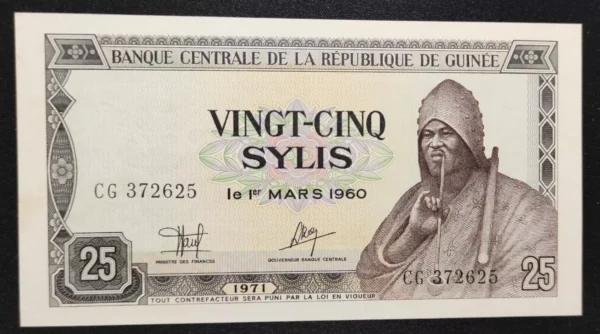 BANQUE CENTRALE DE LA RÉPUBLIQUE DE GUINÉE
VINGT-CINQ
SYLIS
CG 372625
le 1er MARS 1960
MINISTRE DES FINANCES
GOUVERNEUR BANQUE CENTRALE
CG 372625
25
1971
25
TOUT CONTREFACTEUR SERA PUNI PAR LA LOI EN VIGUEUR